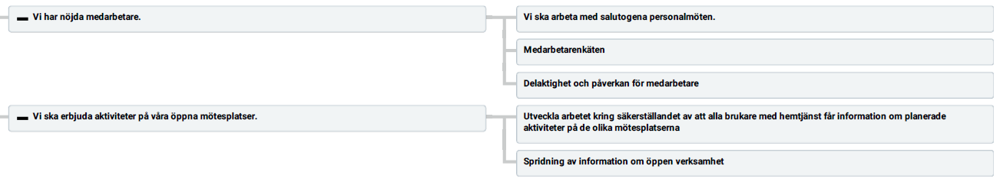 Vi har nöjda medarbetare.
Vi ska arbeta med salutogena personalmöten.
Medarbetarenkäten
Delaktighet och påverkan för medarbetare
Vi ska erbjuda aktiviteter på våra öppna mötesplatser.
Utveckla arbetet kring säkerställandet av att alla brukare med hemtjänst får information om planerade
aktiviteter på de olika mötesplatserna
Spridning av information om öppen verksamhet